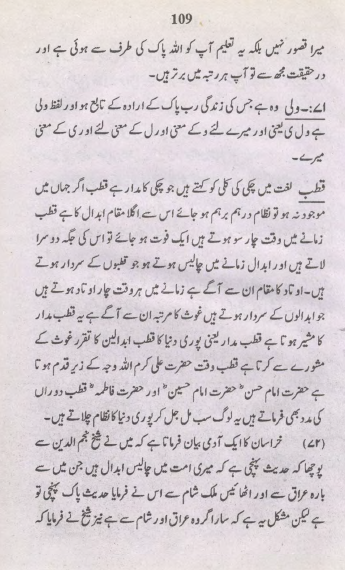 109
میرا قصور نہیں بلکہ یہ تعلیم آپ کو اللہ پاک کی طرف سے ہوئی ہے اور
درحقیقت مجھ سے تو آپ ہر رتبہ میں برتر ہیں۔
۷۱:۔ ولی وہ ہے جس کی زندگی رب پاک کے ارادہ کے تابع ہو اور لفظ ولی
ہے ول ی یعنی اور میرے لئے و کے معنی اور ل کے معنی لئے اور ی کے معنی
میرے۔
قطب لغت میں چکی کی کلی کو کہتے ہیں جو چکی کا مدار ہے قطب اگر جہاں میں
موجود نہ ہو تو نظام درہم برہم ہو جائے اس سے اگلا مقام ابدال کا ہے قطب
زمانے میں وقت چار سو ہوتے ہیں ایک فوت ہو جائے تو اس کی جگہ دوسرا
لاتے ہیں اور ابدال زمانے میں چالیس ہوتے ہو جو قطبوں کے سردار ہوتے
ہیں۔ اوتاد کا مقام ان سے آگے ہے زمانے میں ہر وقت چار اوتاد ہوتے ہیں
جو ابدالوں کے سردار ہوتے ہیں غوث کا مرتبہ ان سے آگے ہے یہ قطب مدار
کا مشیر ہوتا ہے قطب مدار یعنی پوری دنیا کا قطب ابدالین کا تقرر غوث کے
مشورے سے کرتا ہے قطب وقت حضرت علی کرم اللہ وجہ کے زیر قدم ہوتا
ہے حضرت امام حسنؓ حضرت امام حسینؓ اور حضرت فاطمہؓ قطب دوراں
کی مدد بھی فرماتے ہیں یہ لوگ سب مل جل کر پوری دنیا کا نظام چلاتے ہیں۔
(۷۲) خراسان کا ایک آدمی بیان فرماتا ہے کہ میں نے شیخ نجم الدین سے
پوچھا کہ حدیث پہنچی ہے کہ میری امت میں چالیس ابدال ہیں جن میں سے
بارہ عراق سے اور اٹھائیس ملک شام سے اس نے فرمایا حدیث پاک پہنچی تو
ہے لیکن مشکل یہ ہے کہ سارا گروہ عراق اور شام سے ہے نیز شیخ نے فرمایا کہ